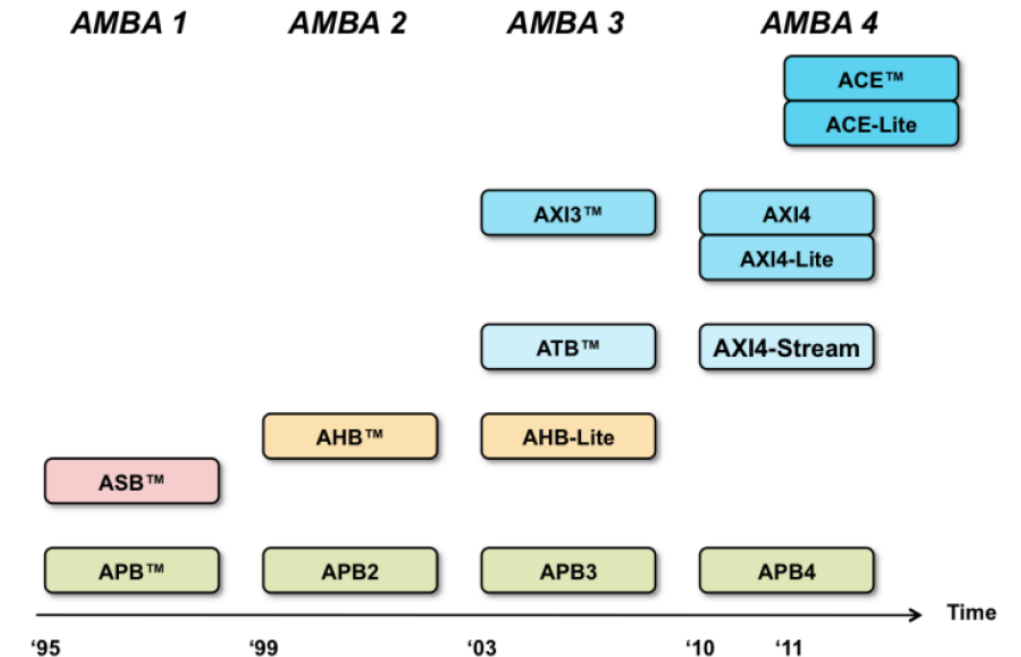 AMBA 1 AMBA 2 AMBA 3 AMBA 4
ACE™
ACE-Lite
AXI3™ AXI4
AXI4-Lite
ATB™ AXI4-Stream
AHB™ AHB-Lite
ASB™
APB™ APB2 APB3 APB4
Time
‘95 ‘99 ‘03 ‘10 ‘11